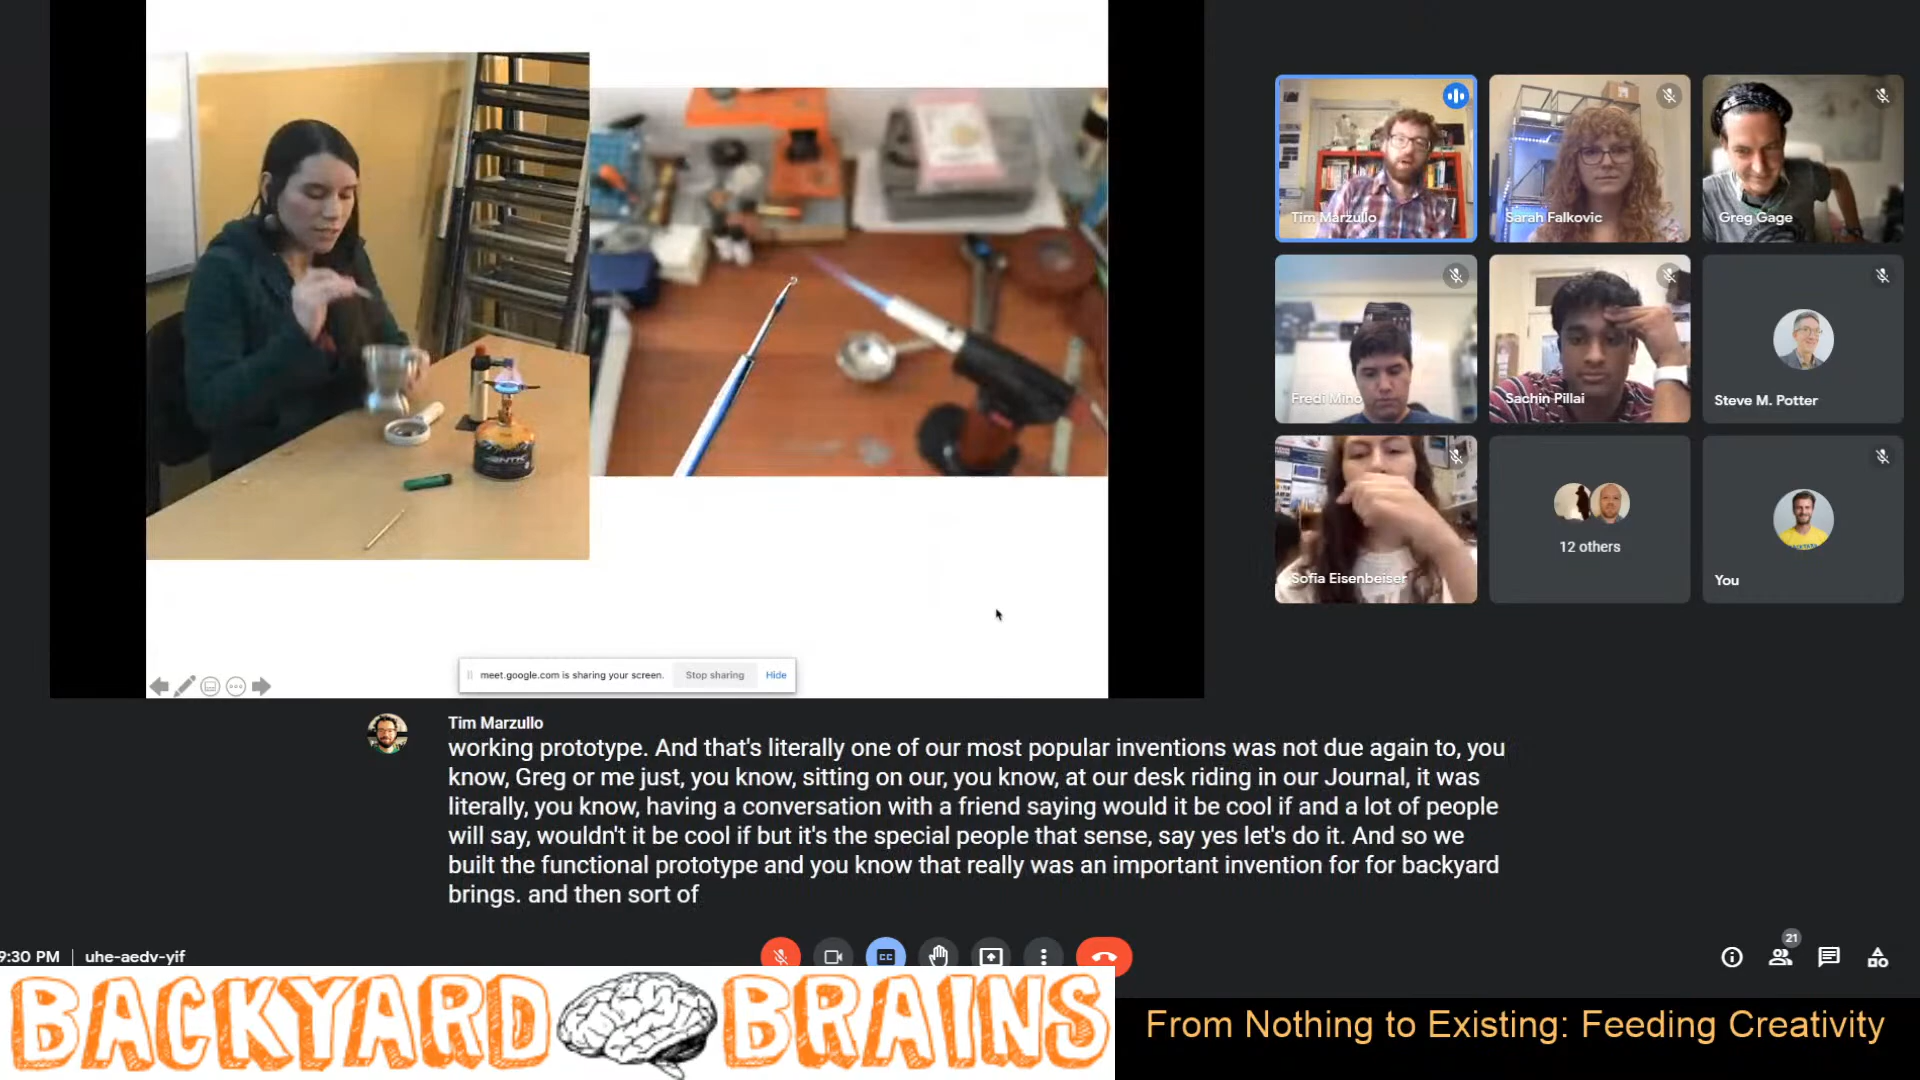 Tim Marzullo
Sarah Falkovic
Greg Gage
Fredi Mino
Sachin Pillai
Steve M. Potter
Sofia Eisenbeiser
12 others
You
meet.google.com is sharing your screen.
Stop sharing
Hide
Tim Marzullo
working prototype. And that's literally one of our most popular inventions was not due again to, you
know, Greg or me just, you know, sitting on our, you know, at our desk riding in our Journal, it was
literally, you know, having a conversation with a friend saying would it be cool if and a lot of people
will say, wouldn't it be cool if but it's the special people that sense, say yes let's do it. And so we
built the functional prototype and you know that really was an important invention for for backyard
brings. and then sort of
9:30 PM | uhe-aedv-yif
CC
21
BACKYARD BRAINS
From Nothing to Existing: Feeding Creativity